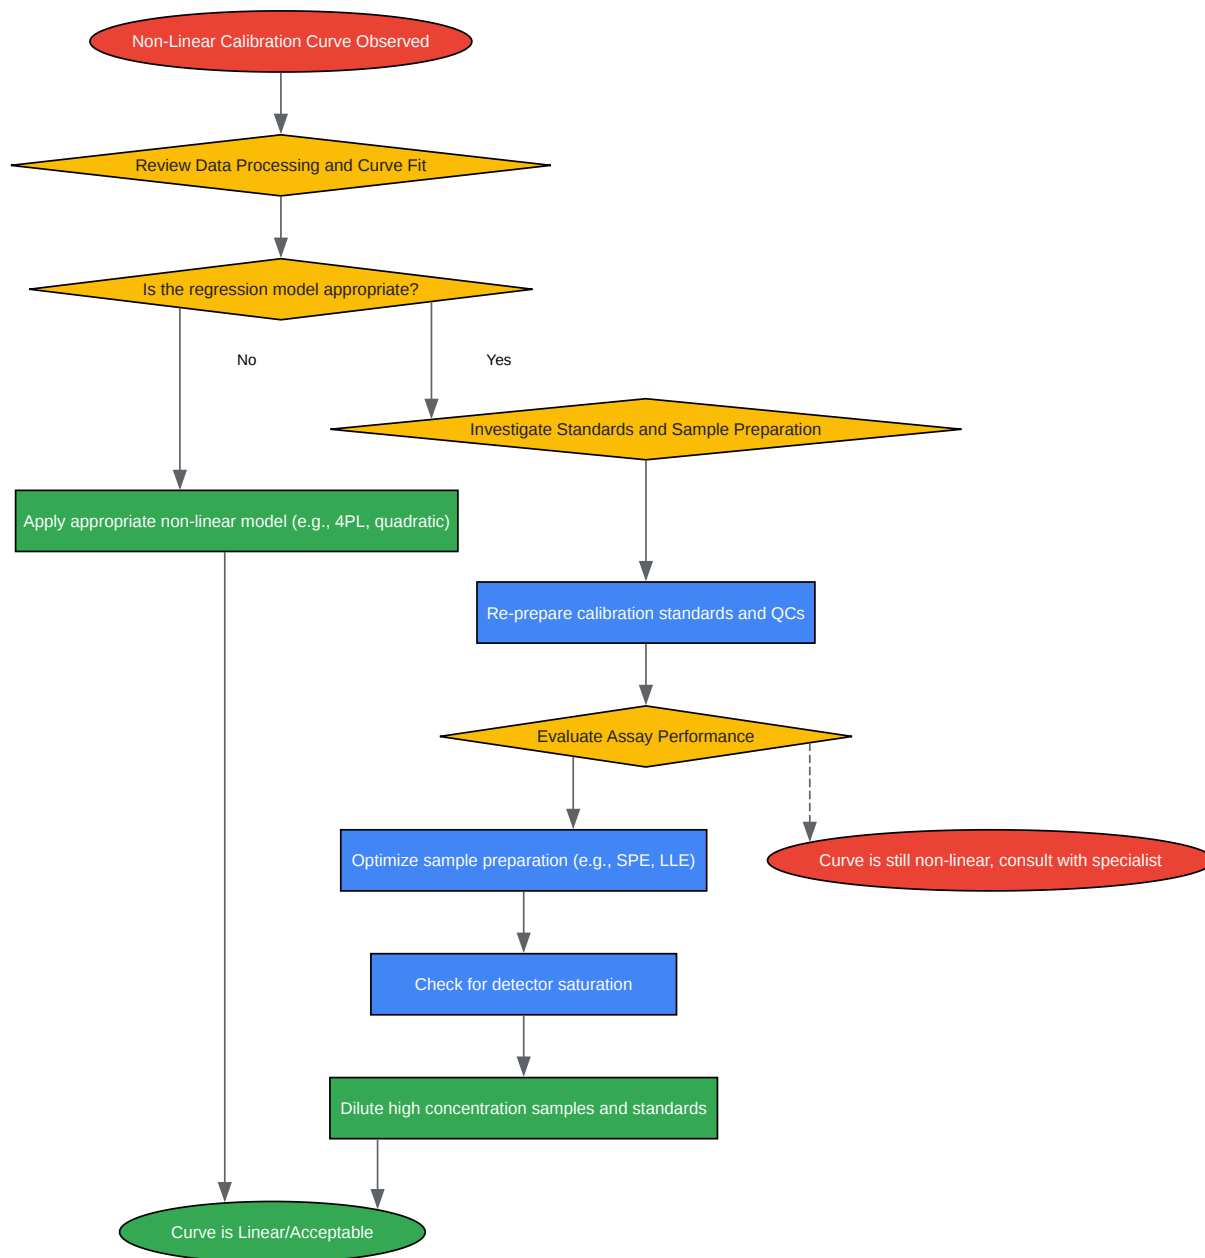 Non-Linear Calibration Curve Observed
Review Data Processing and Curve Fit
Is the regression model appropriate?
No
Yes
Investigate Standards and Sample Preparation
Apply appropriate non-linear model (e.g., 4PL, quadratic)
Re-prepare calibration standards and QCs
Evaluate Assay Performance
Optimize sample preparation (e.g., SPE, LLE)
Curve is still non-linear, consult with specialist
Check for detector saturation
Dilute high concentration samples and standards
Curve is Linear/Acceptable